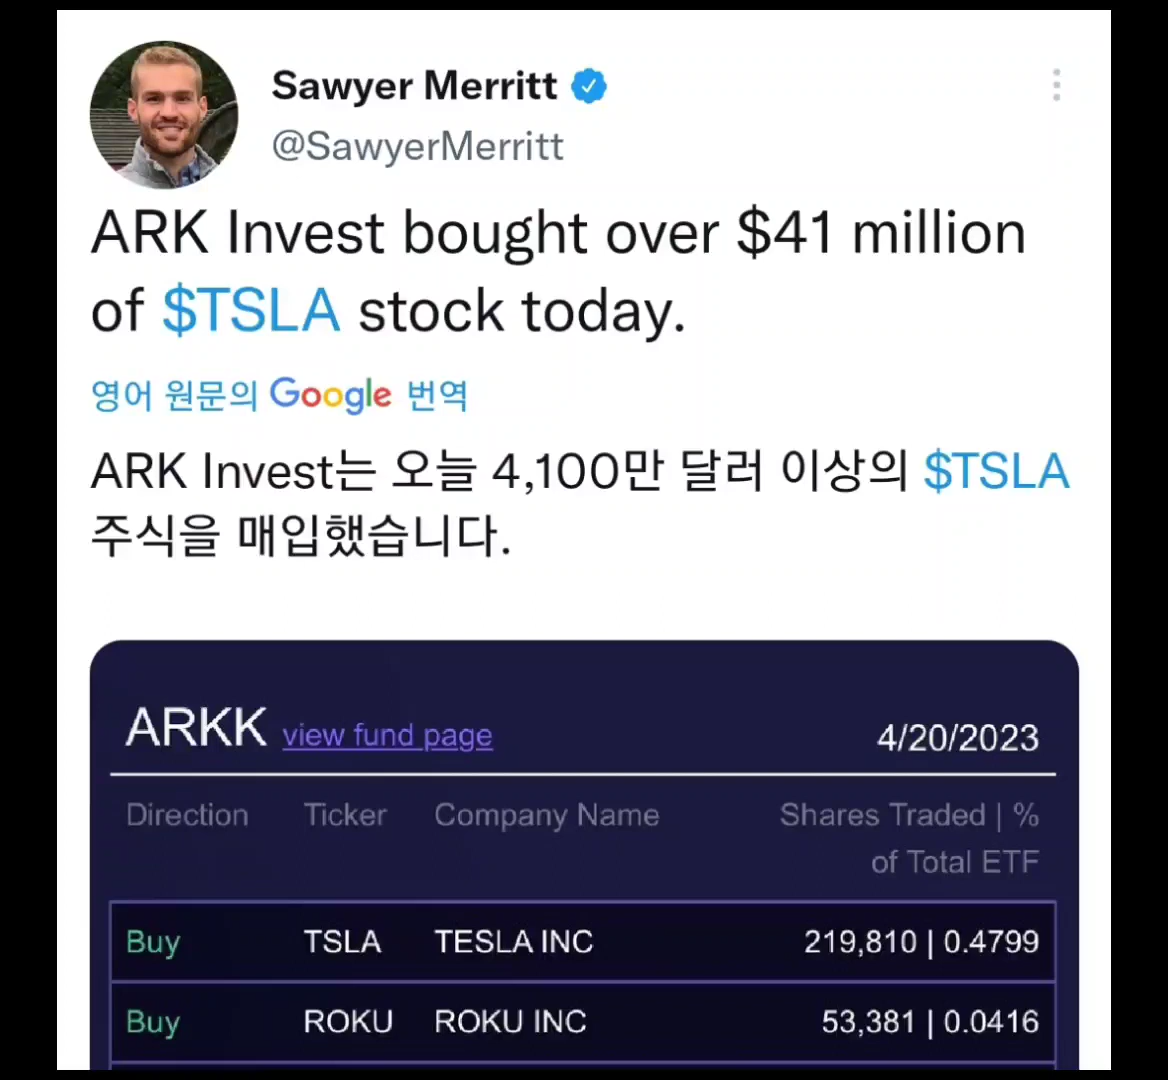 Sawyer Merritt
@SawyerMerritt
ARK Invest bought over $41 million
of $TSLA stock today.
영어 원문의 Google 번역
ARK Invest는 오늘 4,100만 달러 이상의 $TSLA
주식을 매입했습니다.
ARKK view fund page 4/20/2023
Direction Ticker Company Name Shares Traded | %
of Total ETF
Buy TSLA TESLA INC 219,810 | 0.4799
Buy ROKU ROKU INC 53,381 | 0.0416